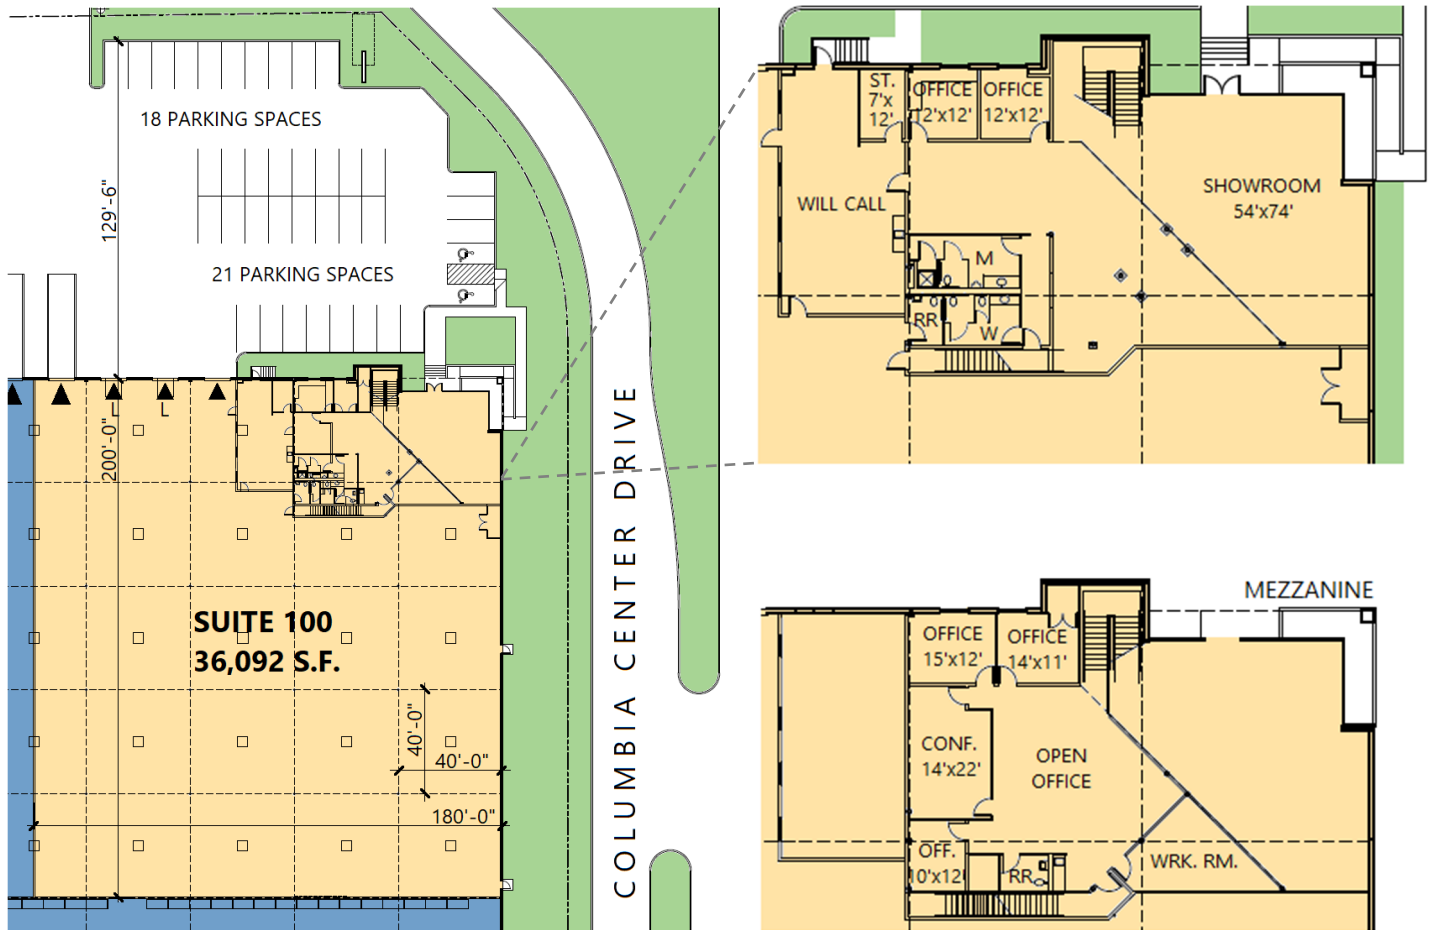 18 PARKING SPACES
129'-6"
21 PARKING SPACES
L
L
200'-0"
SUITE 100
36,092 S.F.
40'-0"
40'-0"
180'-0"
COLUMBIA CENTER DRIVE
ST.
7'x
12'
OFFICE
12'x12'
OFFICE
12'x12'
WILL CALL
SHOWROOM
54'x74'
M
RR
W
MEZZANINE
OFFICE
15'x12'
OFFICE
14'x11'
CONF.
14'x22'
OPEN
OFFICE
OFF.
10'x12'
RR
WRK. RM.